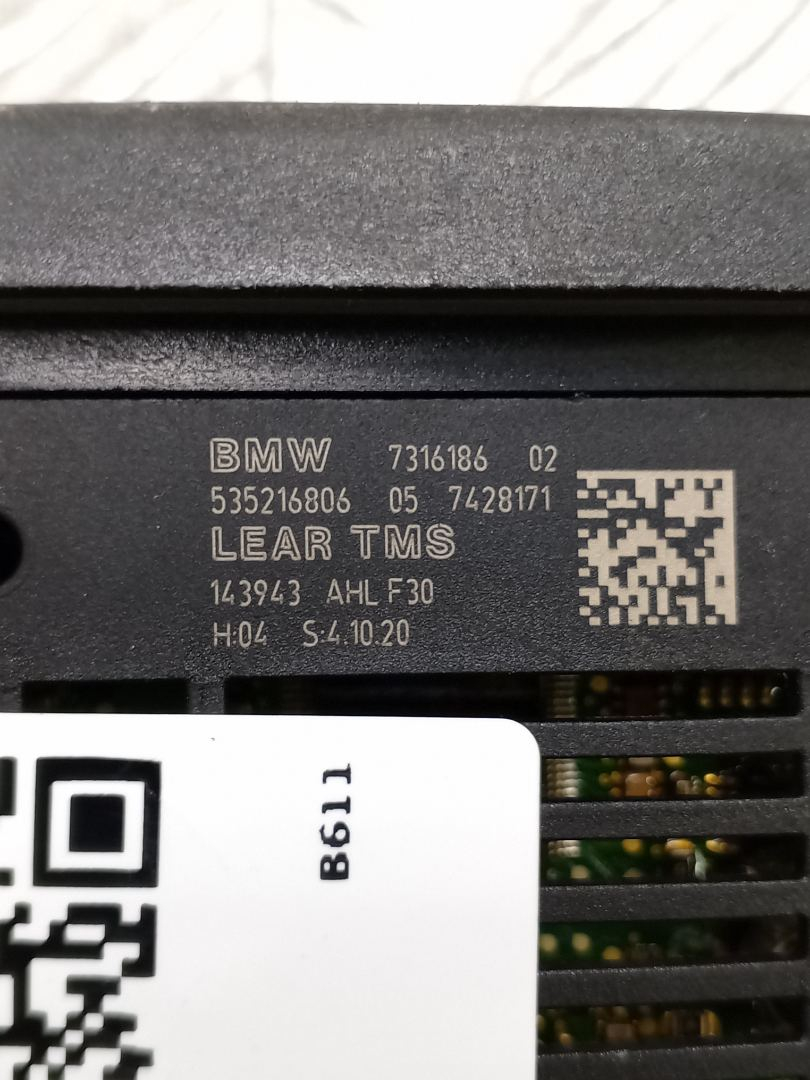 BMW 7316186 02
535216806 05 7428171
LEAR TMS
143943 AHL F30
H:04 S:4.10.20
B611